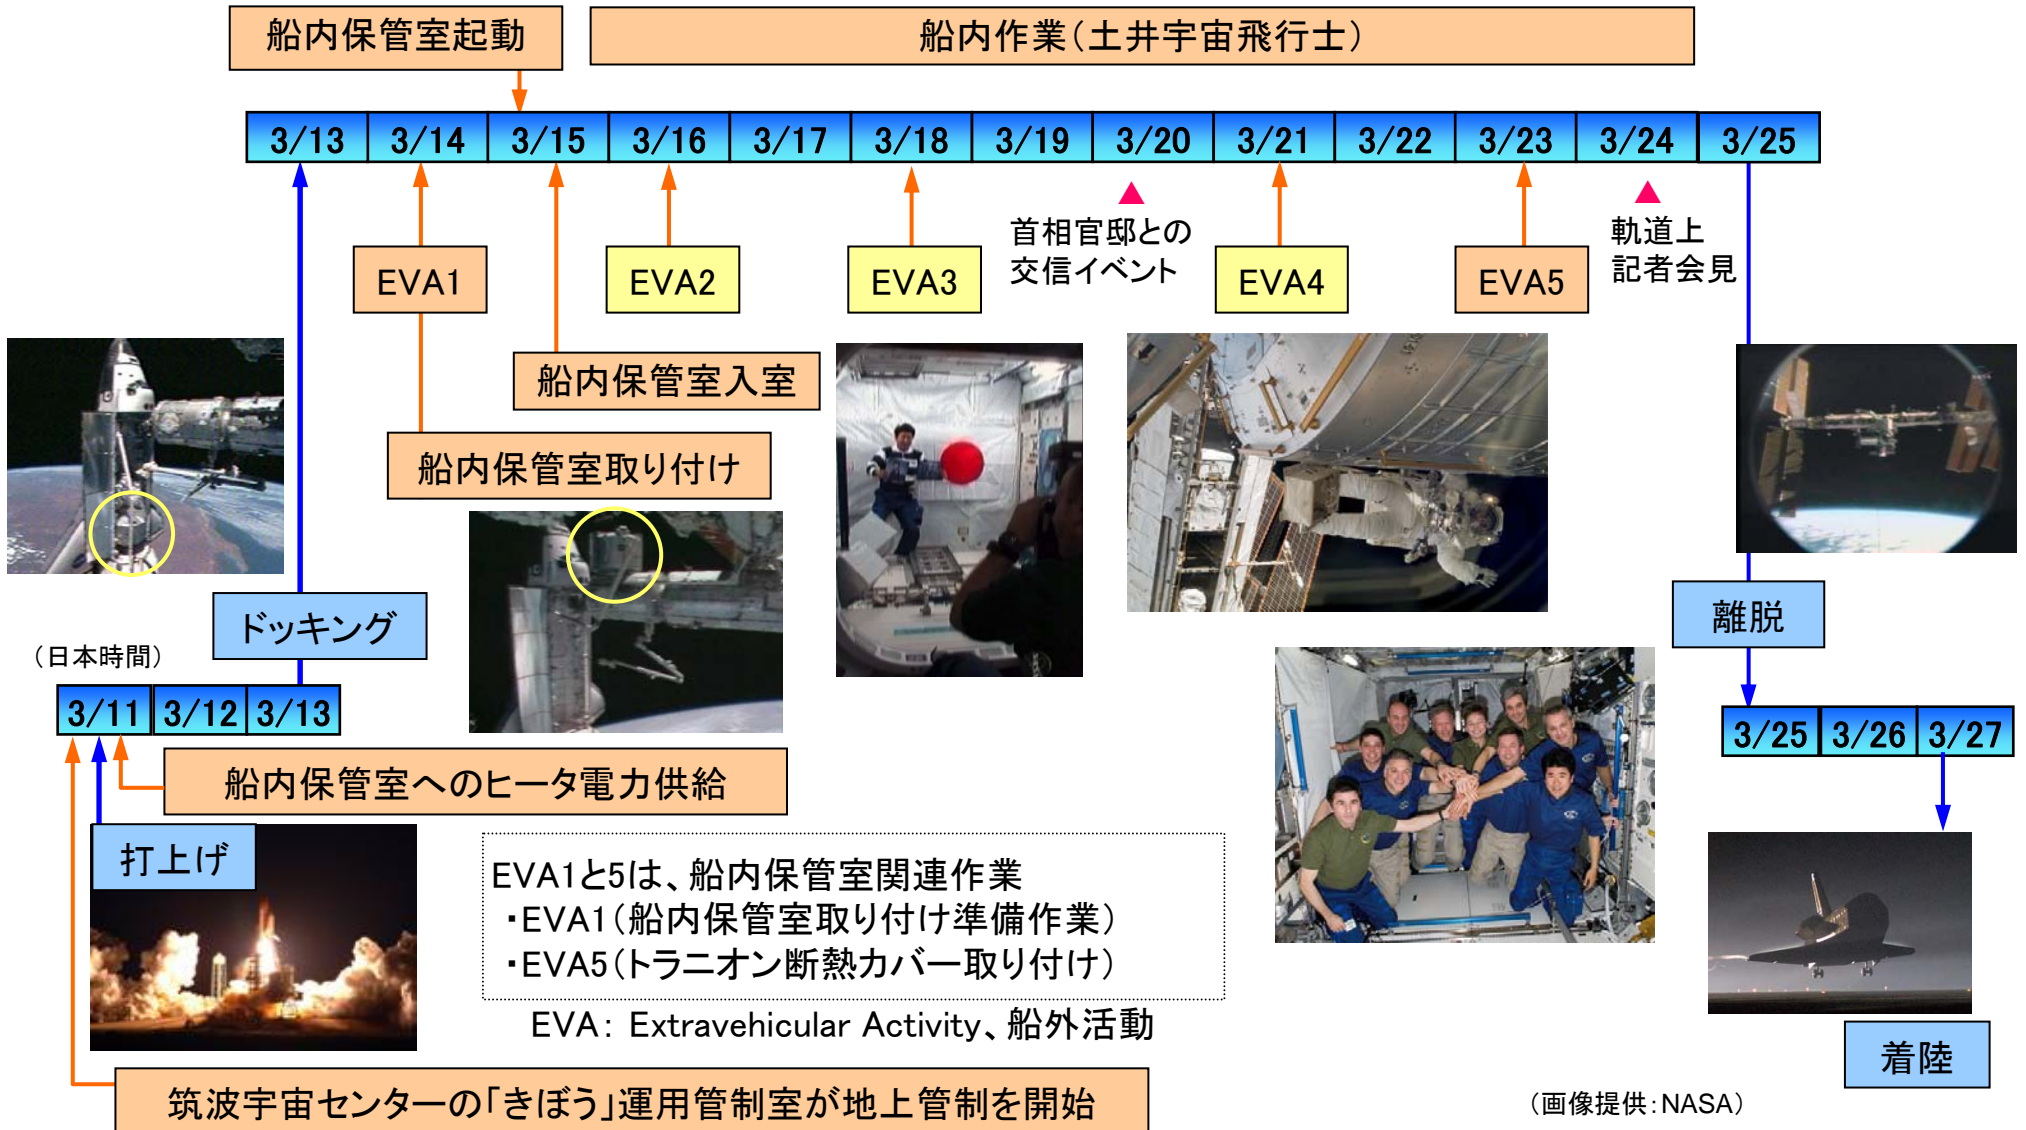 船内保管室起動
船内作業(土井宇宙飛行士)
3/13 3/14 3/15 3/16 3/17 3/18 3/19 3/20 3/21 3/22 3/23 3/24 3/25
首相官邸との
交信イベント
軌道上
記者会見
EVA1 EVA2 EVA3 EVA4 EVA5
船内保管室入室
船内保管室取り付け
ドッキング
離脱
(日本時間)
3/11 3/12 3/13
3/25 3/26 3/27
船内保管室へのヒータ電力供給
打上げ
EVA1と5は、船内保管室関連作業
・EVA1(船内保管室取り付け準備作業)
・EVA5(トラニオン断熱カバー取り付け)
EVA: Extravehicular Activity、船外活動
着陸
筑波宇宙センターの「きぼう」運用管制室が地上管制を開始
(画像提供:NASA)